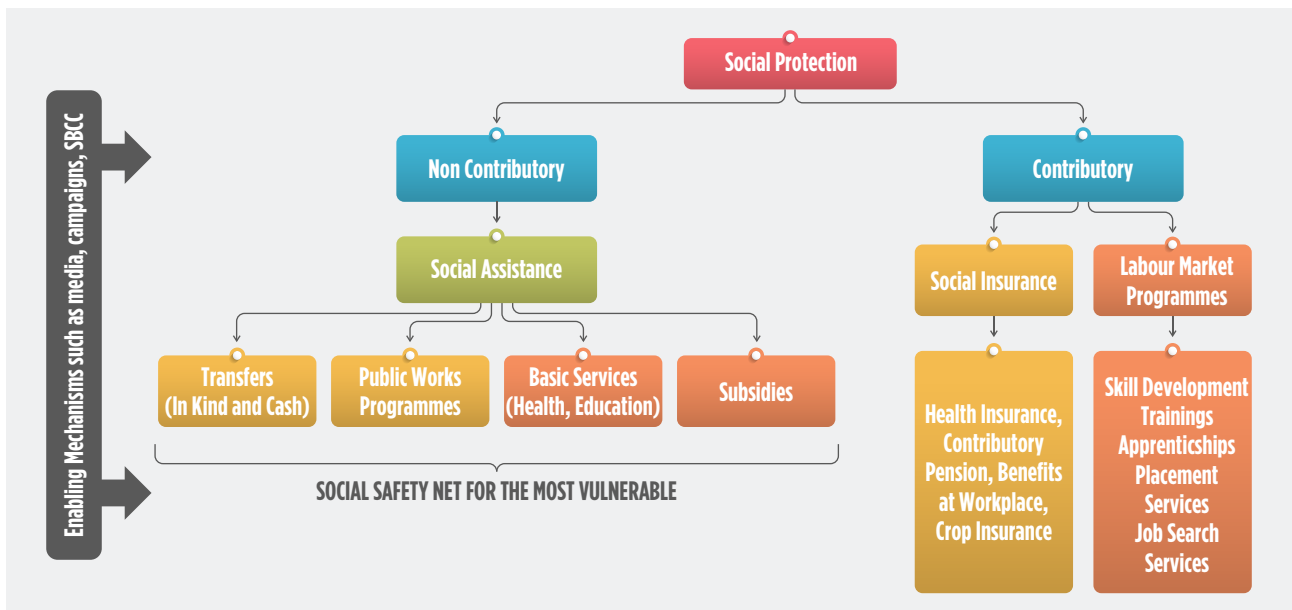 Social Protection
Enabling Mechanisms such as media, campaigns, SBCC
Non Contributory
Contributory
Social Assistance
Social Insurance
Labour Market
Programmes
Transfers
(In Kind and Cash)
Public Works
Programmes
Basic Services
(Health, Education)
Subsidies
SOCIAL SAFETY NET FOR THE MOST VULNERABLE
Health Insurance,
Contributory
Pension, Benefits
at Workplace,
Crop Insurance
Skill Development
Trainings
Apprenticships
Placement
Services
Job Search
Services